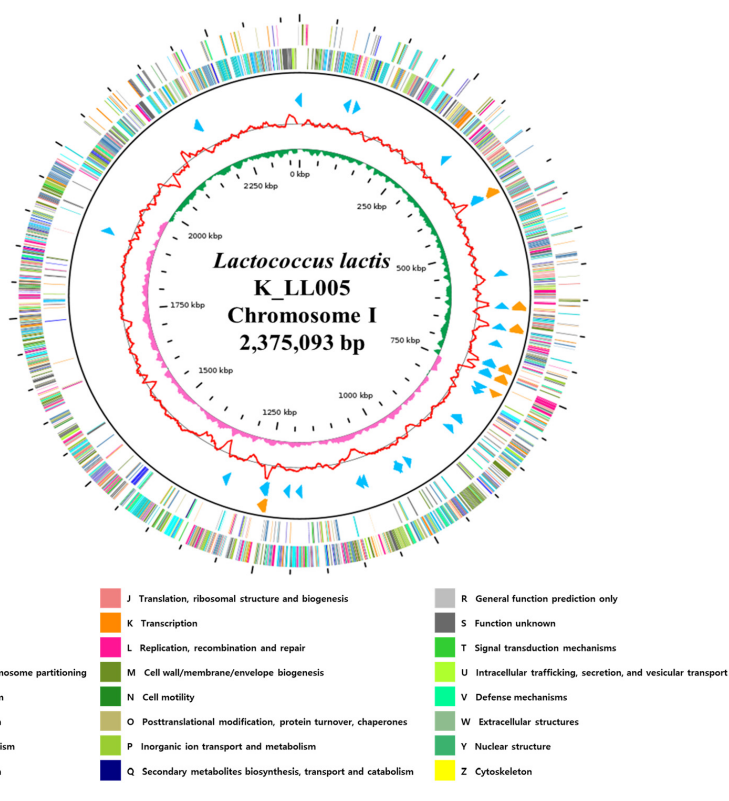 0 kbp
2250 kbp
250 kbp
2000 kbp
Lactococcus lactis
500 kbp
K_LL005
1750 kbp
Chromosome I
2,375,093 bp
750 kbp
1500 kbp
1000 kbp
1250 kbp
J Translation, ribosomal structure and biogenesis
R General function prediction only
K Transcription
S Function unknown
L Replication, recombination and repair
T Signal transduction mechanisms
partitioning
M Cell wall/membrane/envelope biogenesis
U Intracellular trafficking, secretion, and vesicular transport
N Cell motility
V Defense mechanisms
O Posttranslational modification, protein turnover, chaperones
W Extracellular structures
P Inorganic ion transport and metabolism
Y Nuclear structure
Q Secondary metabolites biosynthesis, transport and catabolism
Z Cytoskeleton